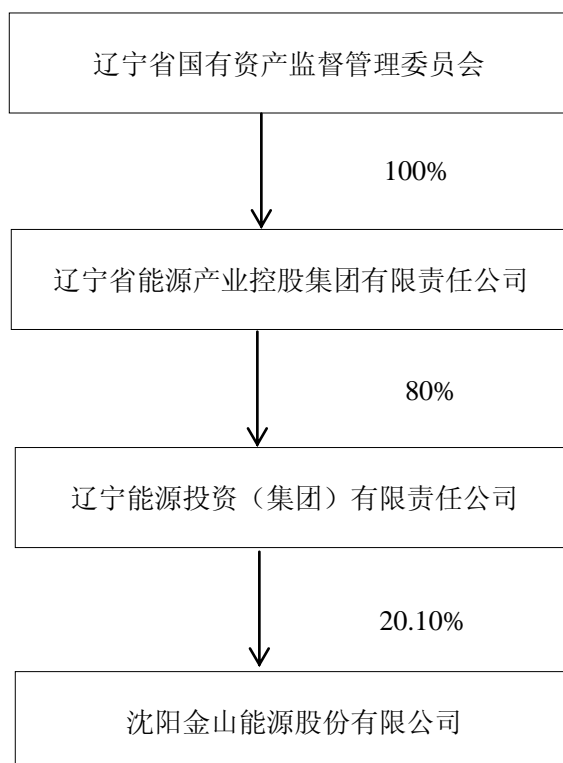 辽宁省国有资产监督管理委员会
100%
辽宁省能源产业控股集团有限责任公司
80%
辽宁能源投资（集团）有限责任公司
20.10%
沈阳金山能源股份有限公司